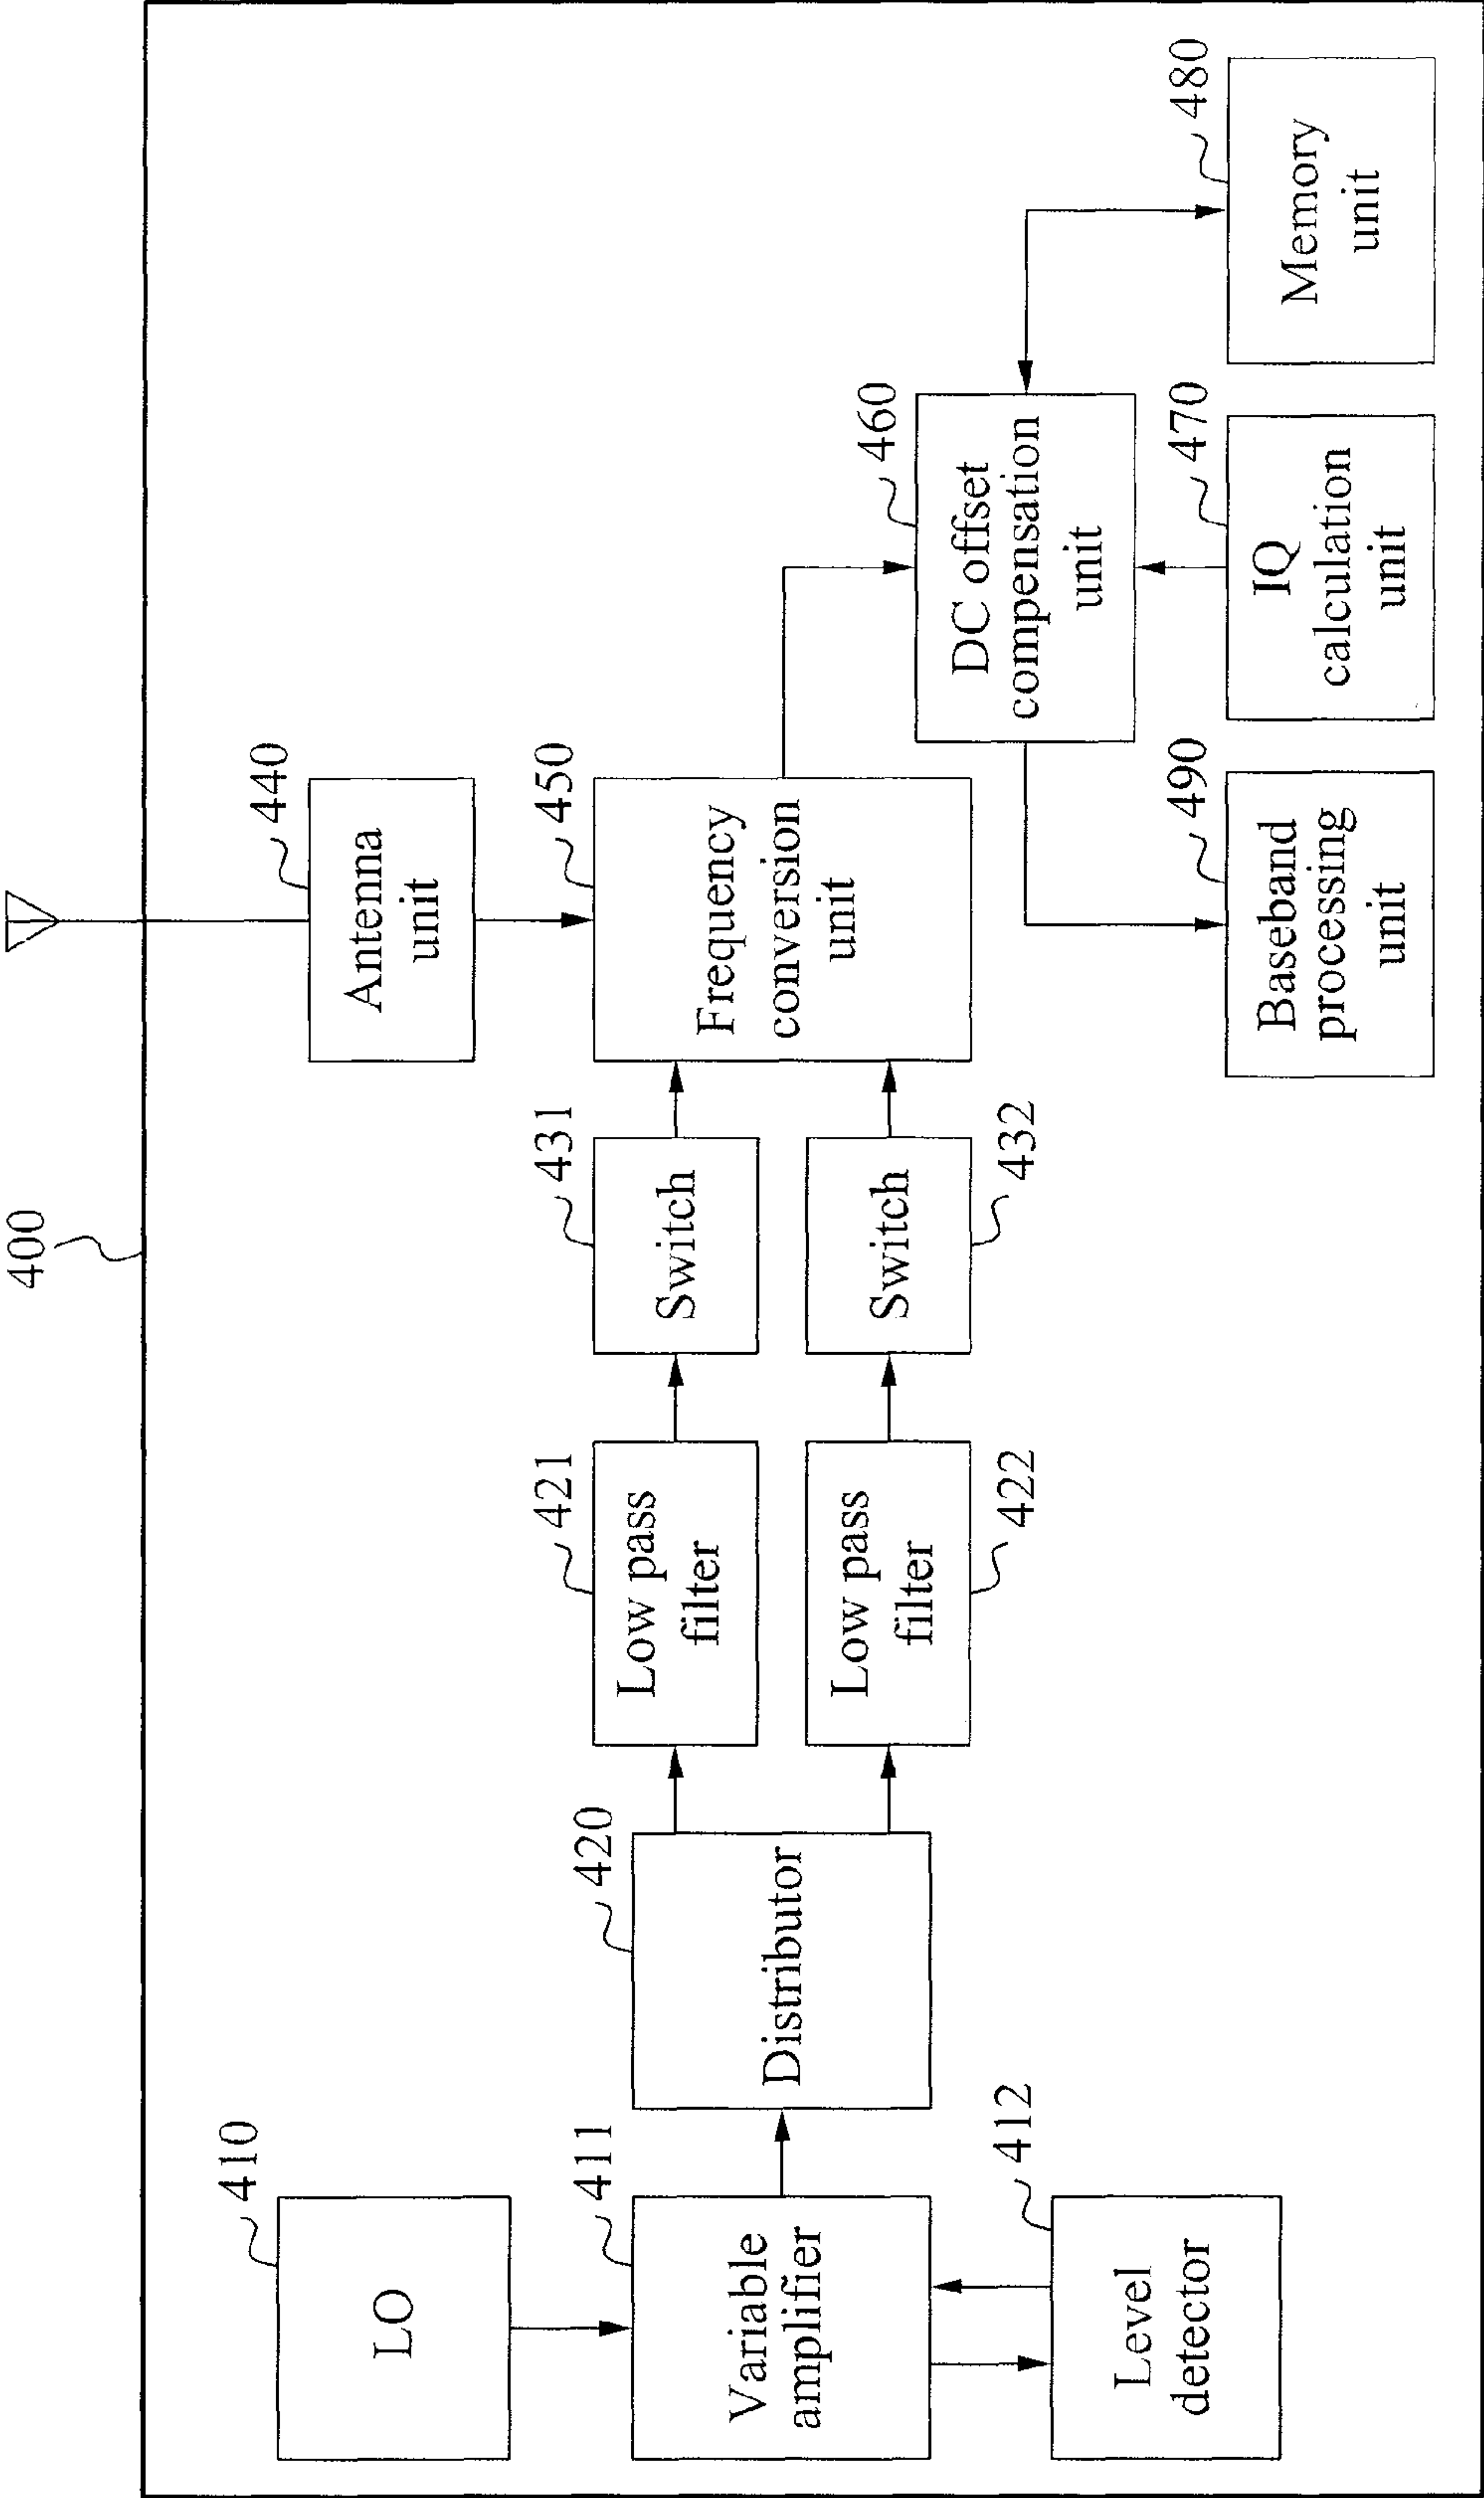 400
410
LO
411
Variable
amplifier
412
Level
detector
420
Distributor
421
Low pass
filter
422
Low pass
filter
431
Switch
432
Switch
440
Antenna
unit
450
Frequency
conversion
unit
460
DC offset
compensation
unit
490
Baseband
processing
unit
470
IQ
calculation
unit
480
Memory
unit